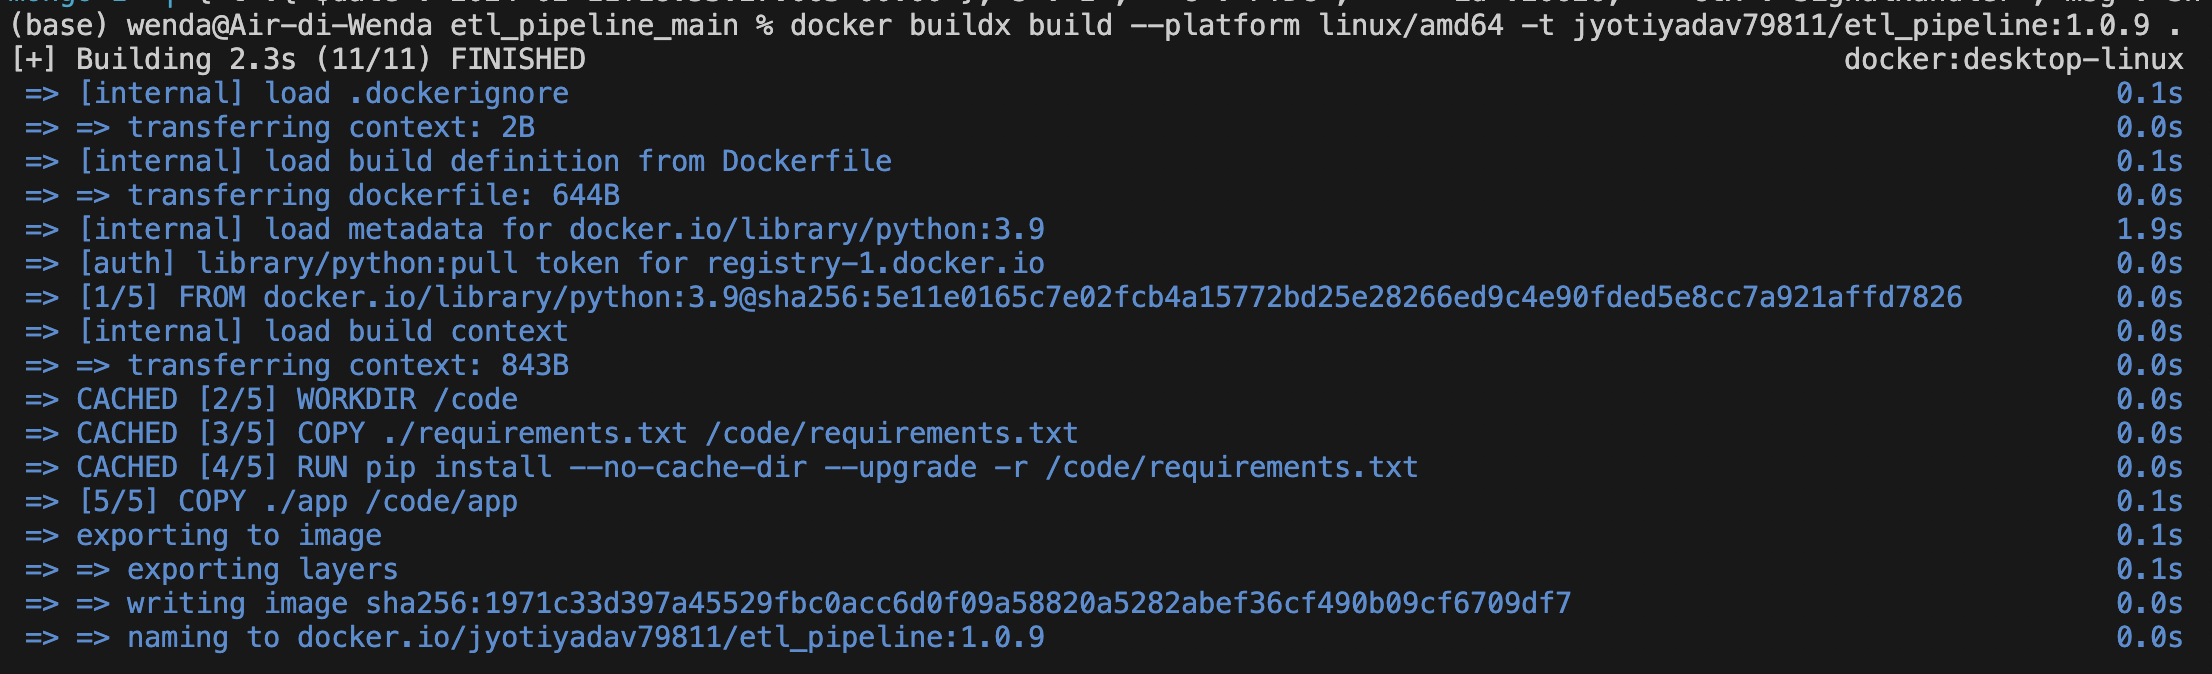 (base) wenda@Air-di-Wenda etl_pipeline_main % docker buildx build --platform linux/amd64 -t jyotiyadav79811/etl_pipeline:1.0.9 .
[+] Building 2.3s (11/11) FINISHED docker:desktop-linux
=> [internal] load .dockerignore 0.1s
=> => transferring context: 2B 0.0s
=> [internal] load build definition from Dockerfile 0.1s
=> => transferring dockerfile: 644B 0.0s
=> [internal] load metadata for docker.io/library/python:3.9 1.9s
=> [auth] library/python:pull token for registry-1.docker.io 0.0s
=> [1/5] FROM docker.io/library/python:3.9@sha256:5e11e0165c7e02fcb4a15772bd25e28266ed9c4e90fded5e8cc7a921affd7826 0.0s
=> [internal] load build context 0.0s
=> => transferring context: 843B 0.0s
=> CACHED [2/5] WORKDIR /code 0.0s
=> CACHED [3/5] COPY ./requirements.txt /code/requirements.txt 0.0s
=> CACHED [4/5] RUN pip install --no-cache-dir --upgrade -r /code/requirements.txt 0.0s
=> [5/5] COPY ./app /code/app 0.1s
=> exporting to image 0.1s
=> => exporting layers 0.1s
=> => writing image sha256:1971c33d397a45529fbc0acc6d0f09a58820a5282abef36cf490b09cf6709df7 0.0s
=> => naming to docker.io/jyotiyadav79811/etl_pipeline:1.0.9 0.0s